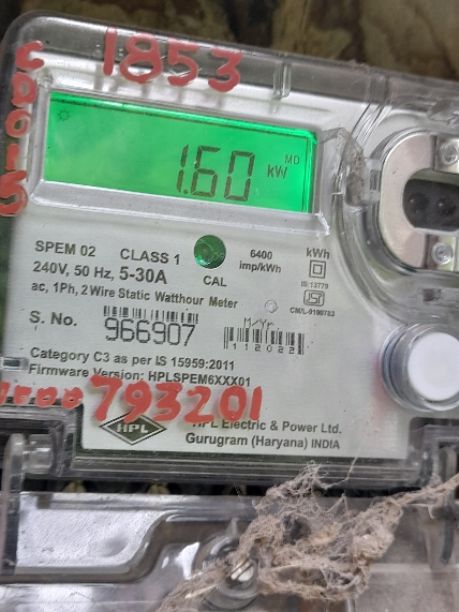 1853
CD015
1.60 kW MD
SPEM 02 CLASS 1 6400 imp/kWh kWh
240V, 50 Hz, 5-30A CAL IS 13779
ac, 1Ph, 2 Wire Static Watthour Meter CM/L-9100783
S. No. 966907 M/Yr.
112022
Category C3 as per IS 15959:2011
Firmware Version: HPLSPEM6XXX01
793201
HPL HPL Electric & Power Ltd.
Gurugram (Haryana) INDIA